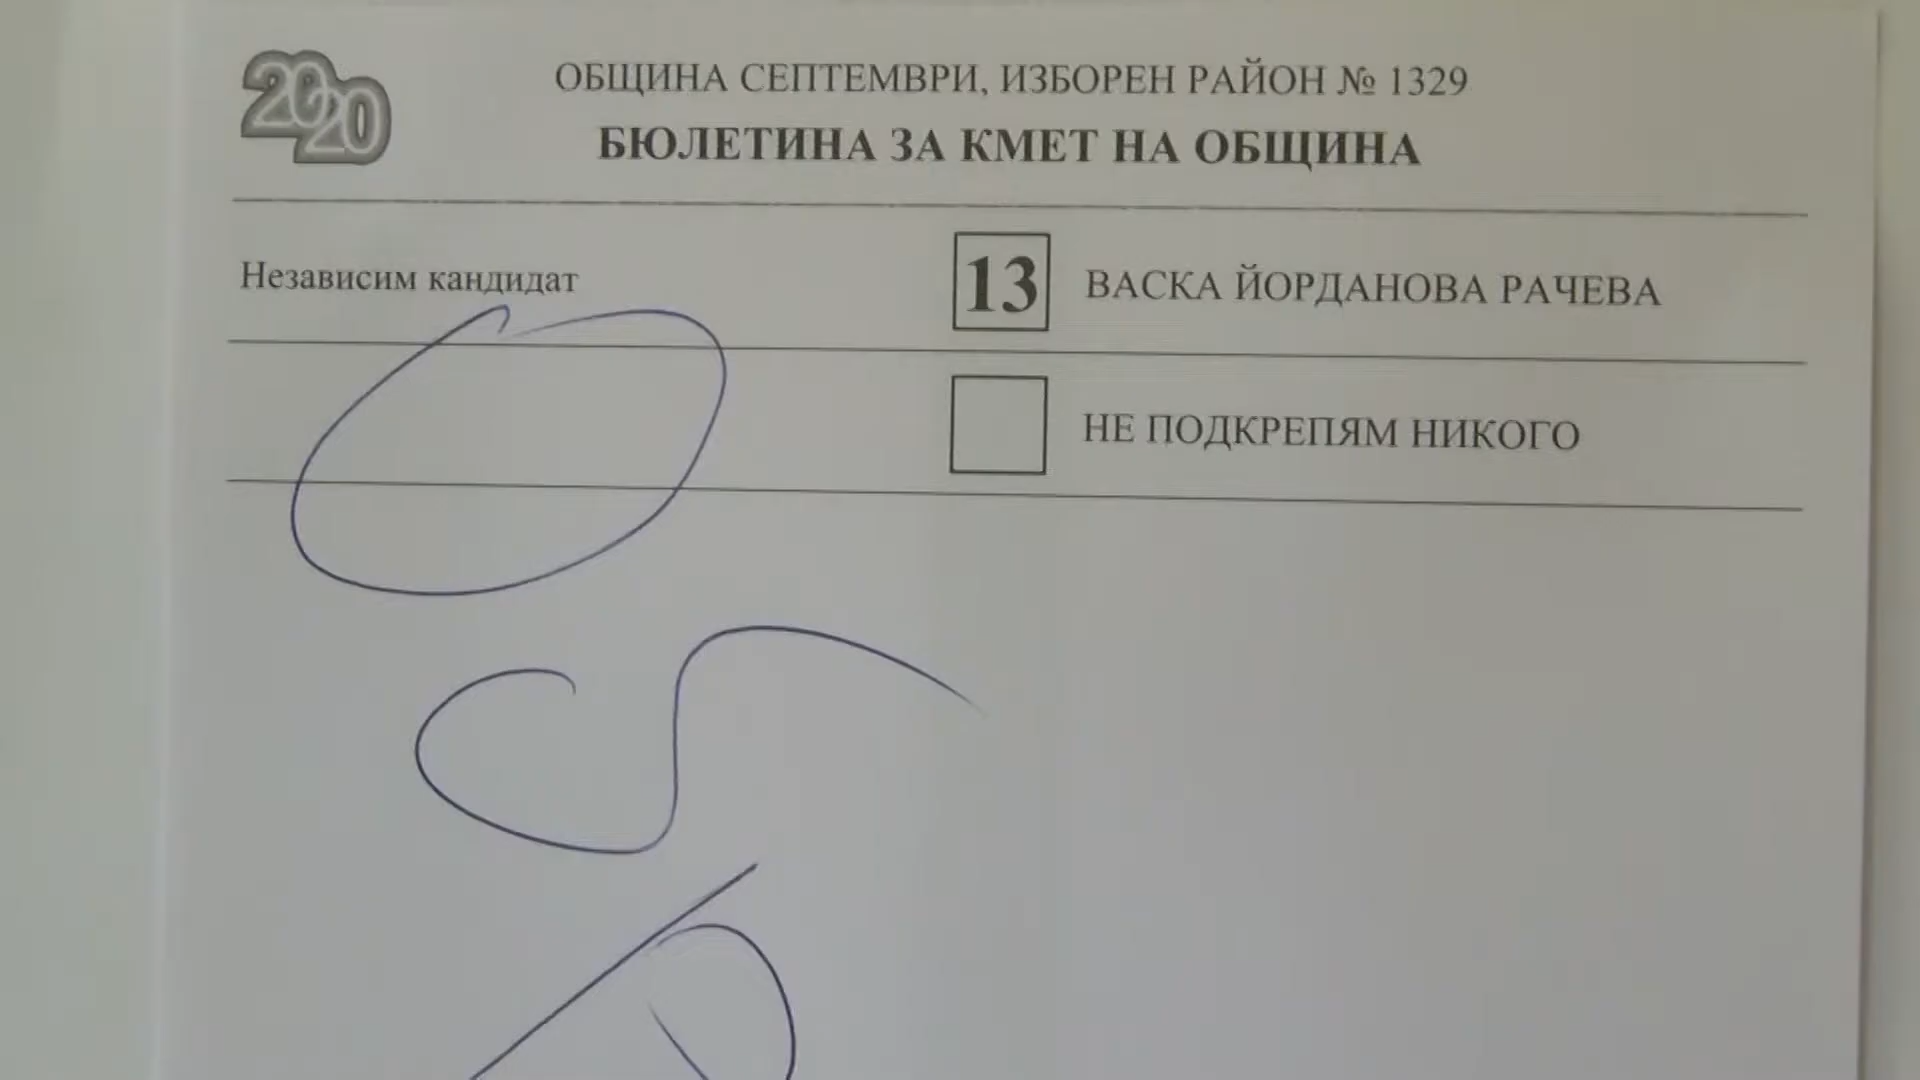 2020
ОБЩИНА СЕПТЕМВРИ, ИЗБОРЕН РАЙОН № 1329
БЮЛЕТИНА ЗА КМЕТ НА ОБЩИНА
Независим кандидат 13 ВАСКА ЙОРДАНОВА РАЧЕВА
НЕ ПОДКРЕПЯМ НИКОГО